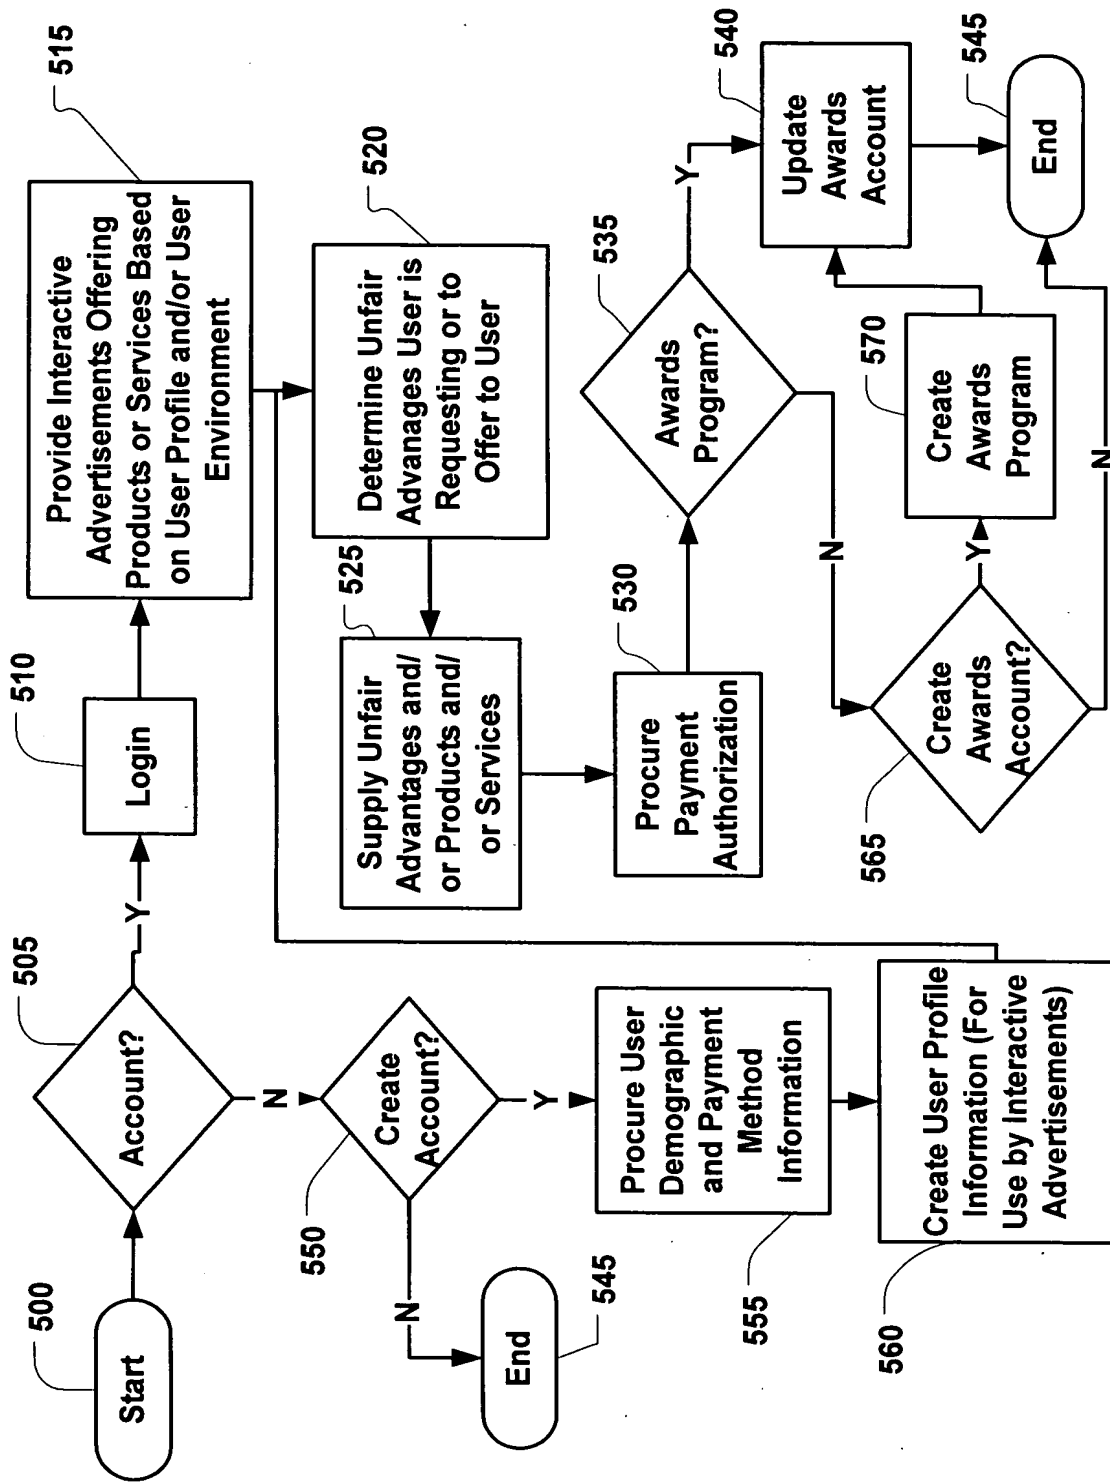 500
Start
505
Account?
Y
510
Login
515
Provide Interactive
Advertisements Offering
Products or Services Based
on User Profile and/or User
Environment
520
Determine Unfair
Advanages User is
Requesting or to
Offer to User
525
Supply Unfair
Advantages and/
or Products and/
or Services
530
Procure
Payment
Authorization
535
Awards
Program?
Y
540
Update
Awards
Account
545
End
N
565
Create
Awards
Account?
Y
570
Create
Awards
Program
N
N
550
Create
Account?
N
545
End
Y
555
Procure User
Demographic
and Payment
Method
Information
560
Create User Profile
Information (For
Use by Interactive
Advertisements)